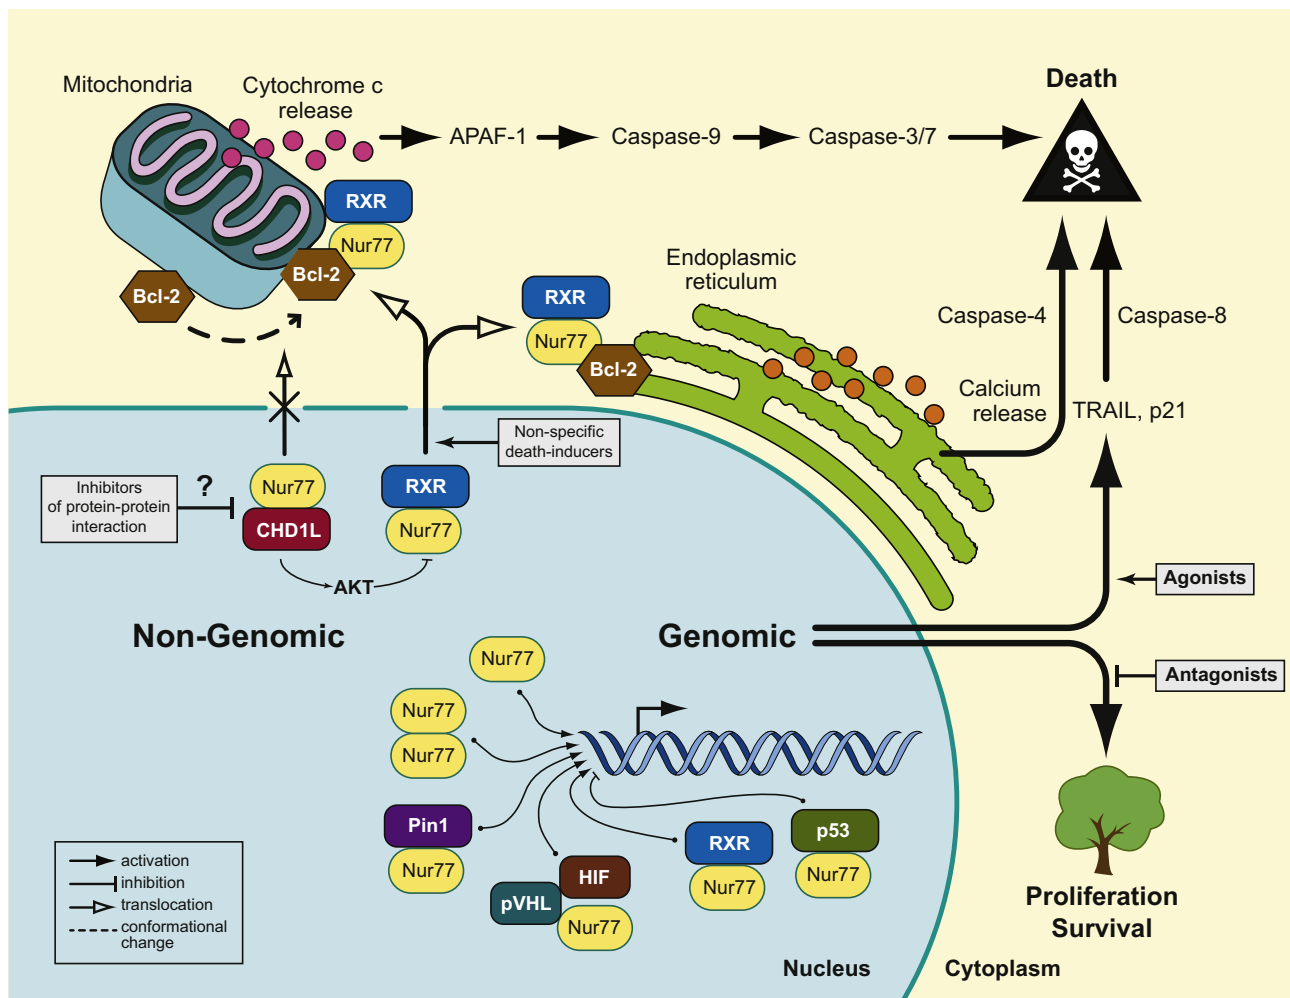 Death
Mitochondria
Cytochrome c
release
APAF-1
Caspase-9
Caspase-3/7
RXR
Nur77
Bcl-2
Bcl-2
Endoplasmic
reticulum
RXR
Nur77
Bcl-2
Caspase-4
Caspase-8
Calcium
release
TRAIL, p21
Non-specific
death-inducers
Inhibitors
of protein-protein
interaction
?
Nur77
CHD1L
RXR
Nur77
AKT
Agonists
Non-Genomic
Genomic
Antagonists
Nur77
Nur77
Nur77
Pin1
Nur77
HIF
pVHL
Nur77
RXR
Nur77
p53
Nur77
activation
inhibition
translocation
conformational
change
Proliferation
Survival
Nucleus
Cytoplasm